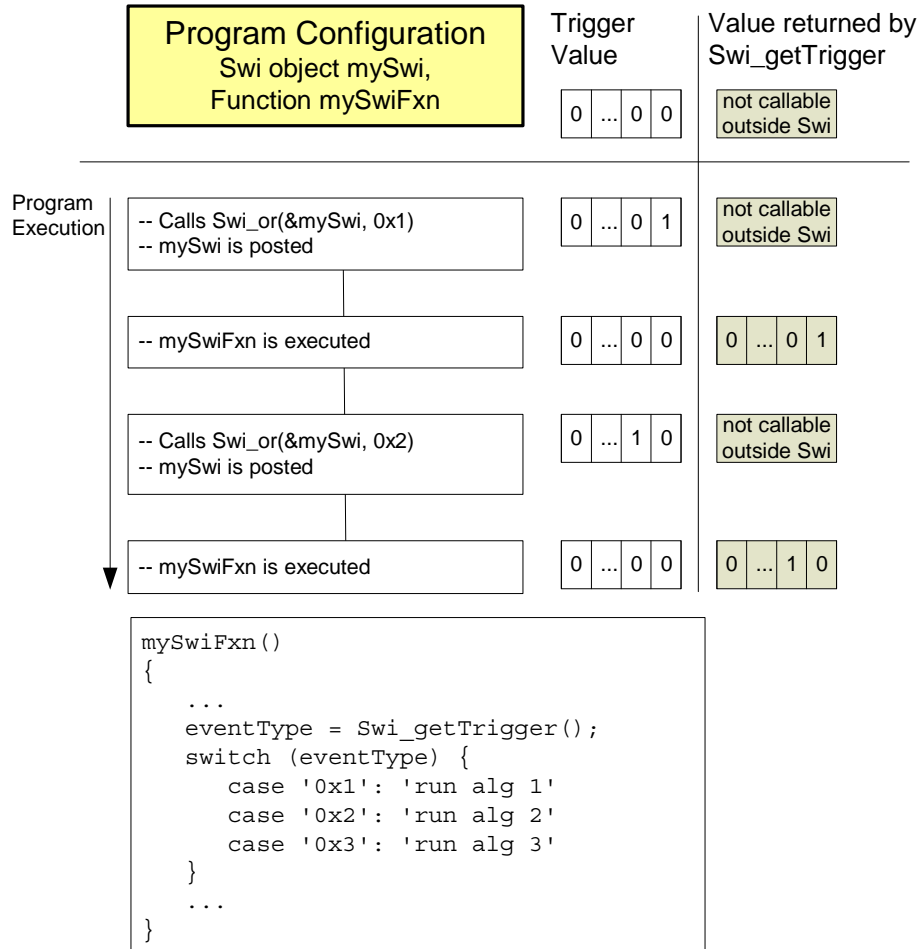 Program Configuration
Swi object mySwi,
Function mySwiFxn
Trigger
Value
Value returned by
Swi_getTrigger
0 ... 0 0
not callable
outside Swi
Program
Execution
-- Calls Swi_or(&mySwi, 0x1)
-- mySwi is posted
0 ... 0 1
not callable
outside Swi
-- mySwiFxn is executed
0 ... 0 0
0 ... 0 1
-- Calls Swi_or(&mySwi, 0x2)
-- mySwi is posted
0 ... 1 0
not callable
outside Swi
-- mySwiFxn is executed
0 ... 0 0
0 ... 1 0
mySwiFxn()
{
...
eventType = Swi_getTrigger();
switch (eventType) {
case '0x1': 'run alg 1'
case '0x2': 'run alg 2'
case '0x3': 'run alg 3'
}
...
}